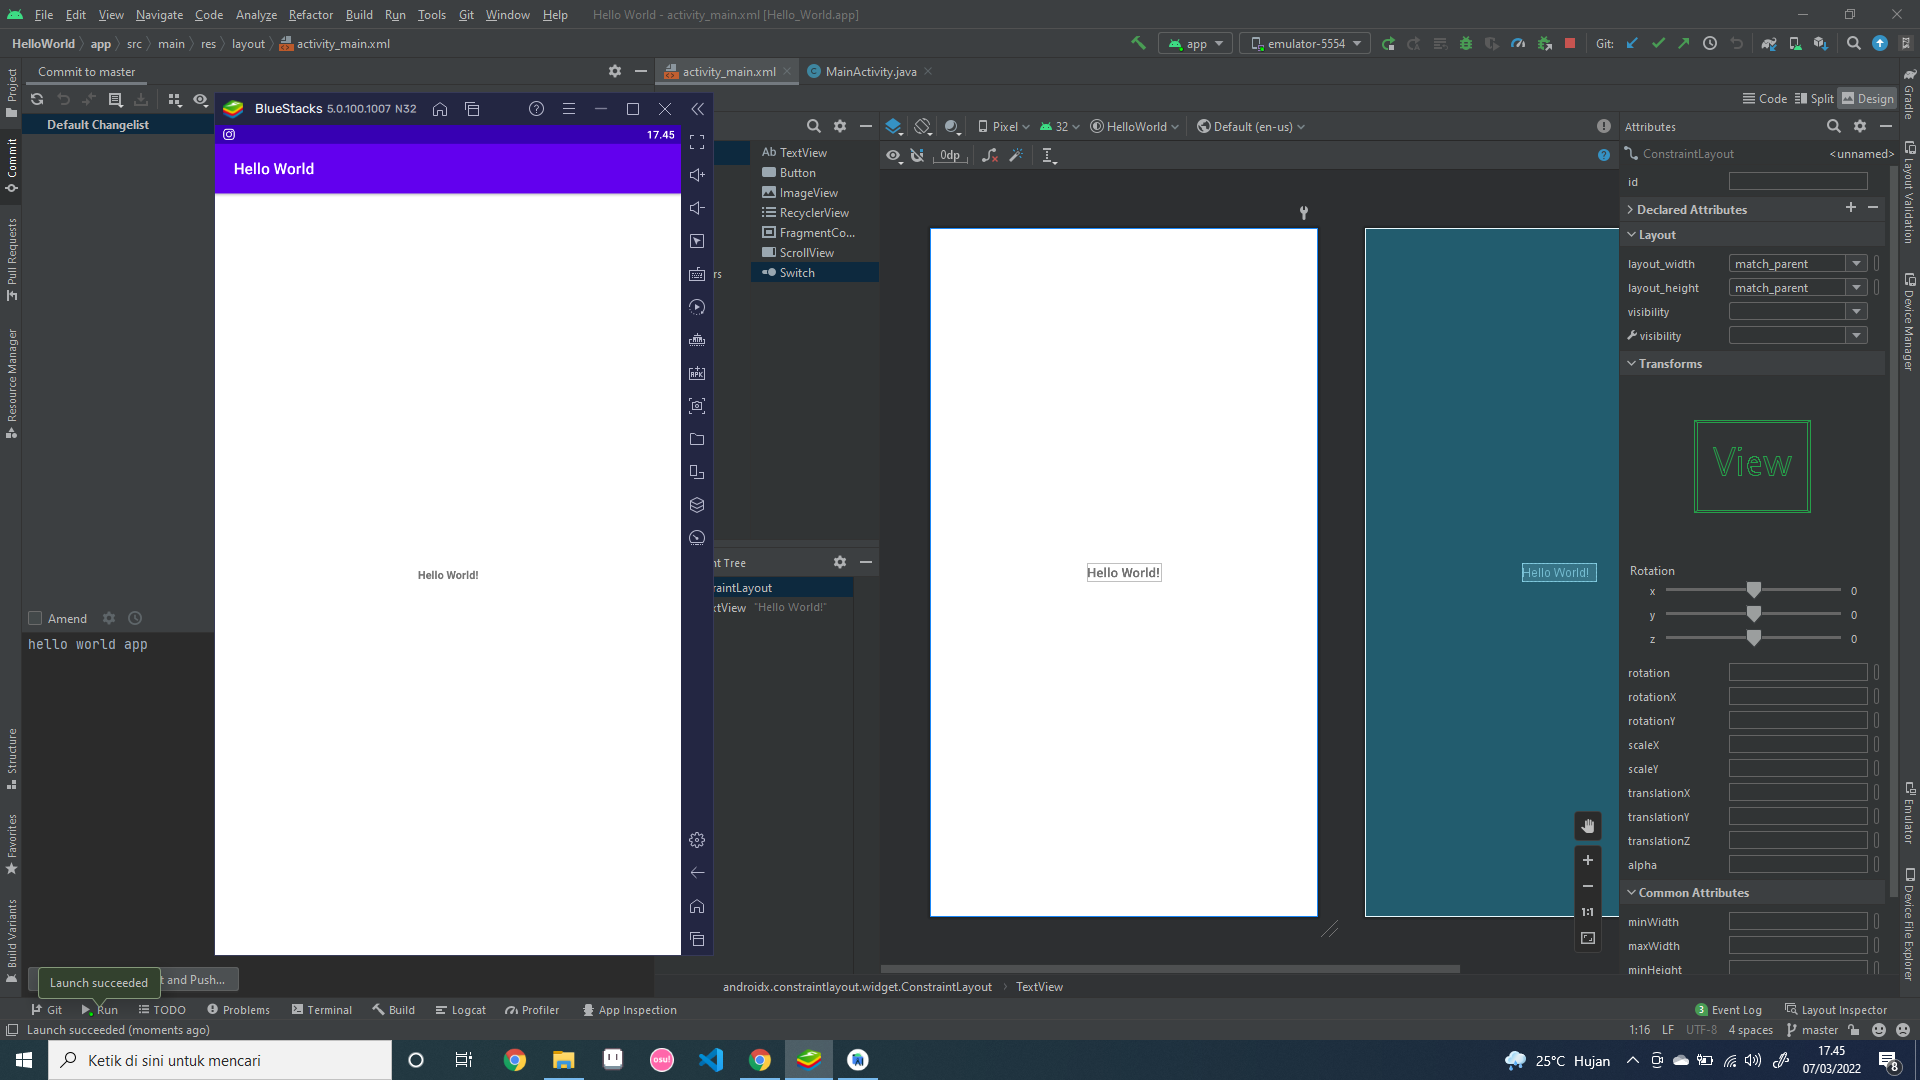 File Edit View Navigate Code Analyze Refactor Build Run Tools Git Window Help Hello World - activity_main.xml [Hello_World.app]
HelloWorld app src main res layout activity_main.xml
app emulator-5554 Git:
Commit to master
activity_main.xml MainActivity.java
Default Changelist
BlueStacks 5.0.100.1007 N32
17.45
Hello World
Hello World!
Amend
hello world app
Launch succeeded
t and Push...
Code Split Design
Pixel 32 HelloWorld Default (en-us)
0dp
Ab TextView
Button
ImageView
RecyclerView
FragmentCo...
ScrollView
Switch
rs
nt Tree
raintLayout
xtView "Hello World!"
Hello World!
Hello World!
1:1
androidx.constraintlayout.widget.ConstraintLayout TextView
Attributes
ConstraintLayout <unnamed>
id
Declared Attributes
Layout
layout_width match_parent
layout_height match_parent
visibility
visibility
Transforms
View
Rotation
x 0
y 0
z 0
rotation
rotationX
rotationY
scaleX
scaleY
translationX
translationY
translationZ
alpha
Common Attributes
minWidth
maxWidth
minHeight
Project
Commit
Pull Requests
Resource Manager
Structure
Favorites
Build Variants
Gradle
Layout Validation
Device Manager
Emulator
Device File Explorer
Git Run TODO Problems Terminal Build Logcat Profiler App Inspection 3 Event Log Layout Inspector
Launch succeeded (moments ago) 1:16 LF UTF-8 4 spaces master
Ketik di sini untuk mencari
osu!
25°C Hujan
17.45
07/03/2022
8